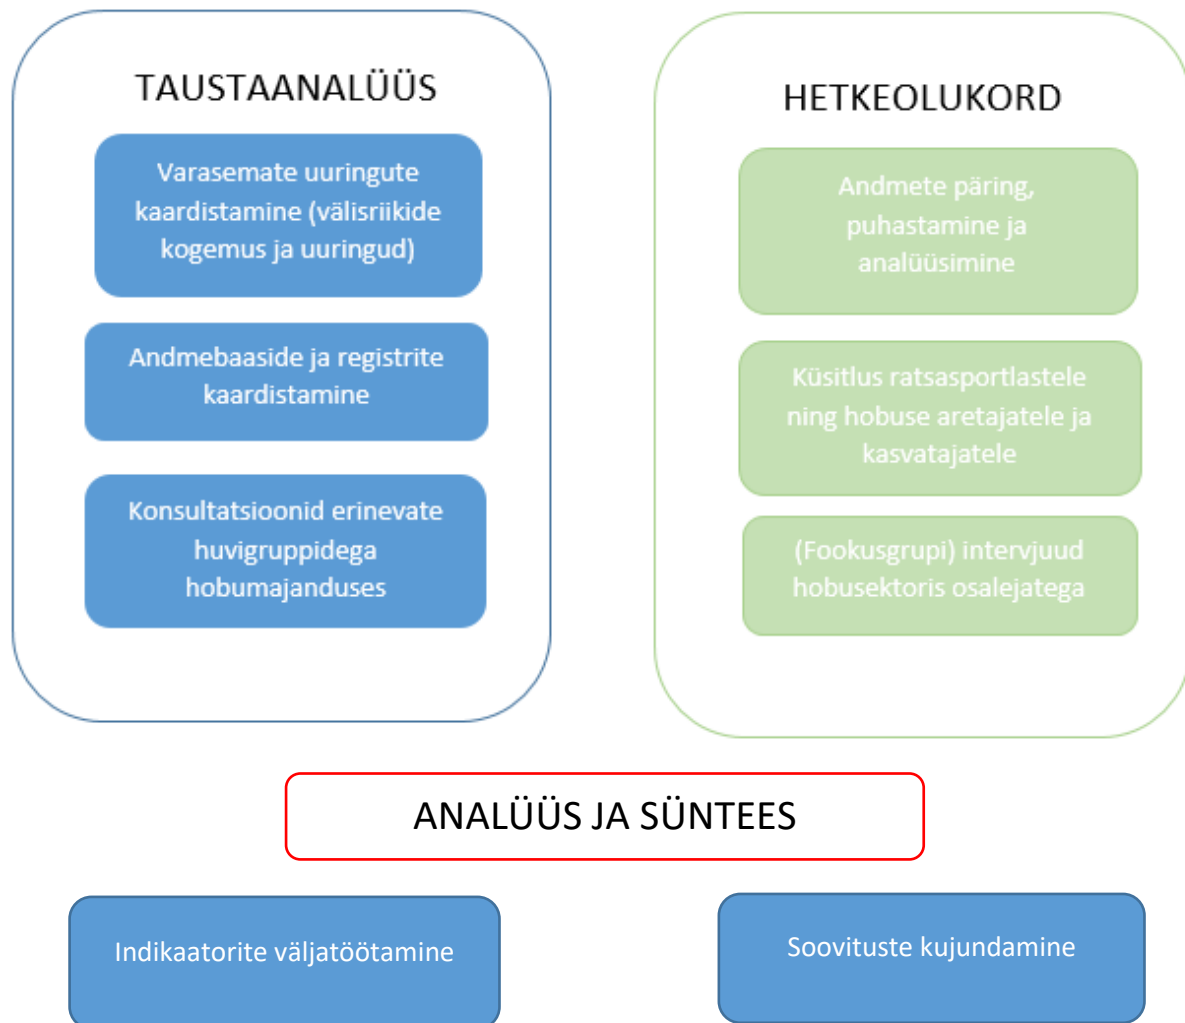 TAUSTAANALÜÜS
Varasemate uuringute
kaardistamine (välisriikide
kogemus ja uuringud)
Andmebaaside ja registrite
kaardistamine
Konsultatsioonid erinevate
huvigruppidega
hobumajanduses
HETKEOLUKORD
Andmete päring,
puhastamine ja
analüüsimine
Küsitlus ratsasportlastele
ning hobuse aretajatele ja
kasvatajatele
(Fookusgrupi) intervjuud
hobusektoris osalejatega
ANALÜÜS JA SÜNTEES
Indikaatorite väljatöötamine
Soovituste kujundamine